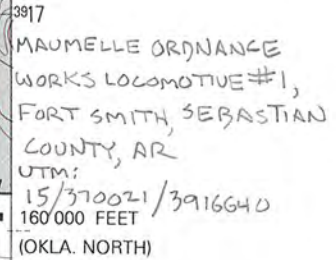 3917
MAUMELLE ORDNANCE
WORKS LOCOMOTIVE #1,
FORT SMITH, SEBASTIAN
COUNTY, AR
UTM:
15/370021/3916640
160 000 FEET
(OKLA. NORTH)